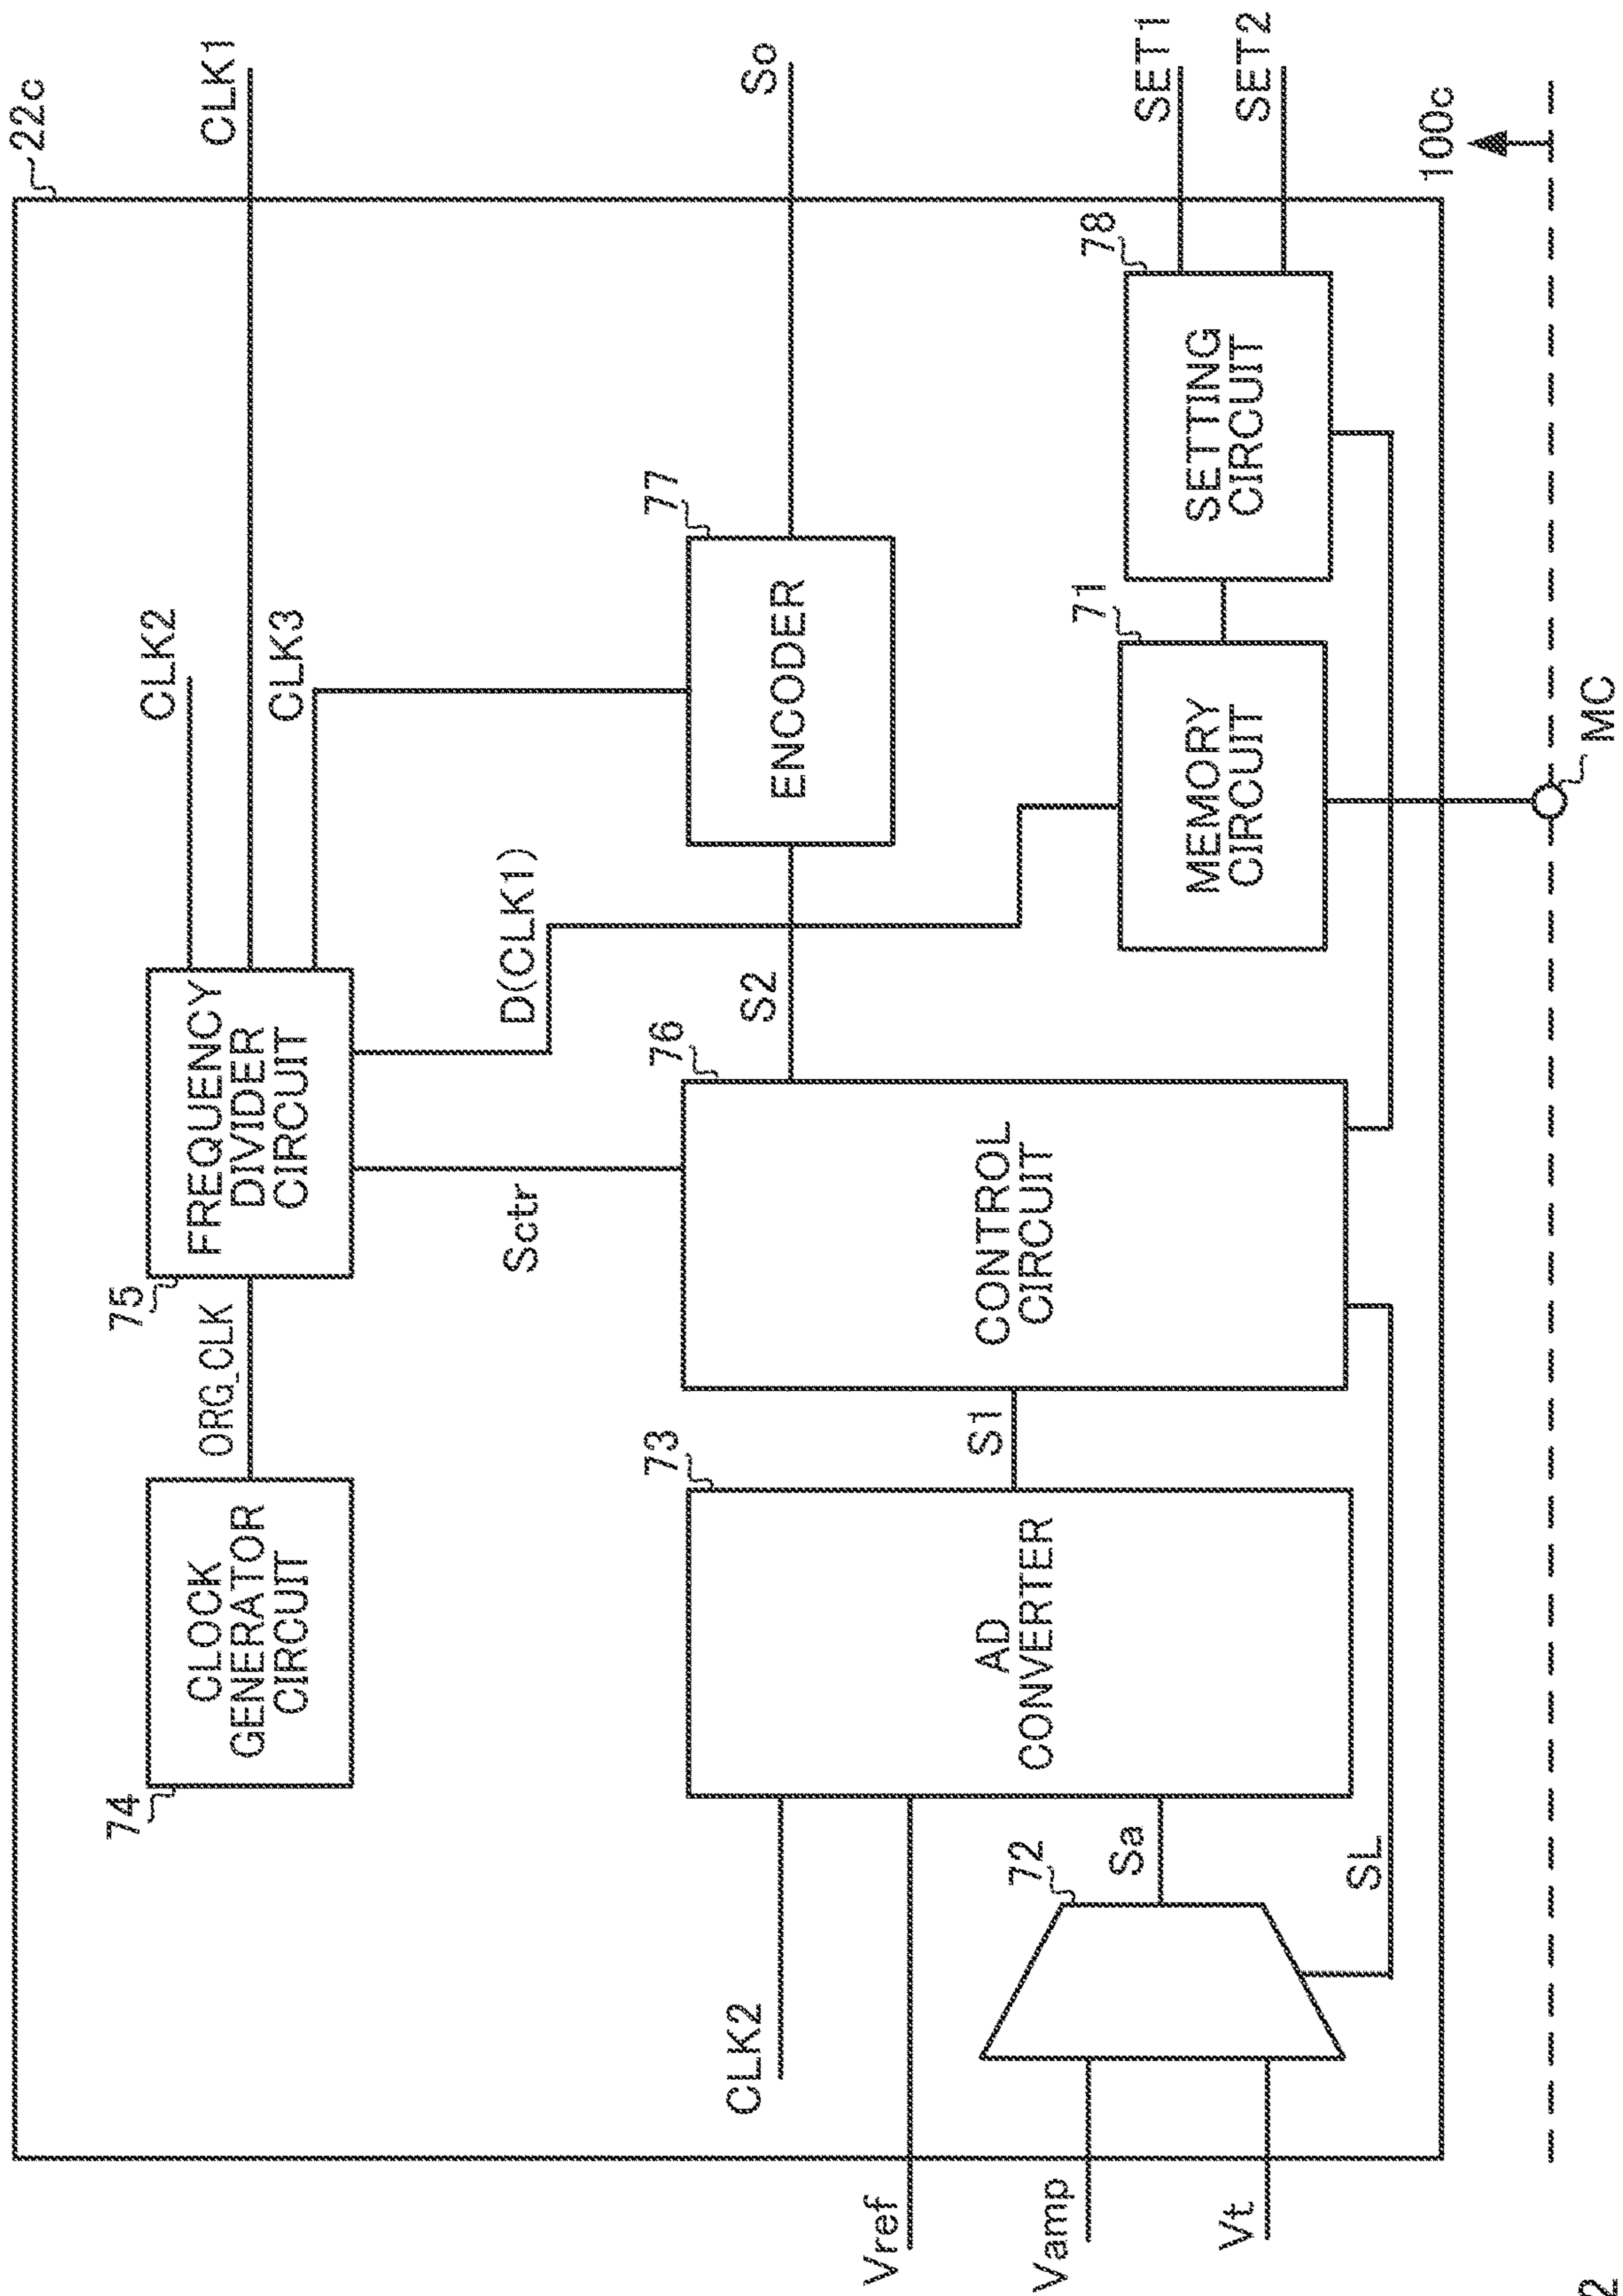 22c
CLK1
CLK2
CLK3
75
FREQUENCY
DIVIDER
CIRCUIT
ORG_CLK
74
CLOCK
GENERATOR
CIRCUIT
D(CLK1)
Sctr
So
77
ENCODER
S2
76
CONTROL
CIRCUIT
S1
73
AD
CONVERTER
CLK2
Vref
Vamp
Vt
72
Sa
SL
71
MEMORY
CIRCUIT
78
SETTING
CIRCUIT
SET1
SET2
100c
MC